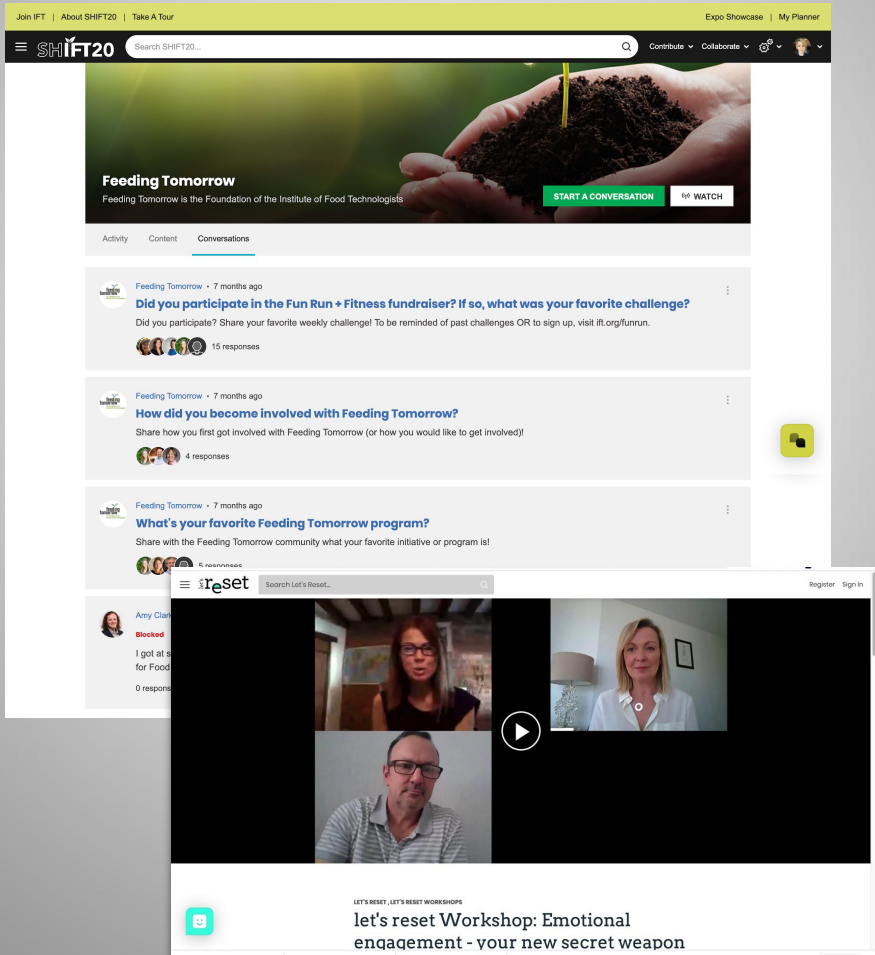 Join IFT | About SHIFT20 | Take A Tour
Expo Showcase | My Planner
SHIFT20
Search SHIFT20...
Contribute
Collaborate
Feeding Tomorrow
Feeding Tomorrow is the Foundation of the Institute of Food Technologists
START A CONVERSATION
WATCH
Activity
Content
Conversations
feeding tomorrow
Feeding Tomorrow • 7 months ago
Did you participate in the Fun Run + Fitness fundraiser? If so, what was your favorite challenge?
Did you participate? Share your favorite weekly challenge! To be reminded of past challenges OR to sign up, visit ift.org/funrun.
15 responses
feeding tomorrow
Feeding Tomorrow • 7 months ago
How did you become involved with Feeding Tomorrow?
Share how you first got involved with Feeding Tomorrow (or how you would like to get involved)!
4 responses
feeding tomorrow
Feeding Tomorrow • 7 months ago
What's your favorite Feeding Tomorrow program?
Share with the Feeding Tomorrow community what your favorite initiative or program is!
5 responses
Amy Clark
Blocked
I got at s
for Food
0 respons
let's reset
Search Let's Reset...
Register
Sign In
LET'S RESET , LET'S RESET WORKSHOPS
let's reset Workshop: Emotional
engagement - your new secret weapon